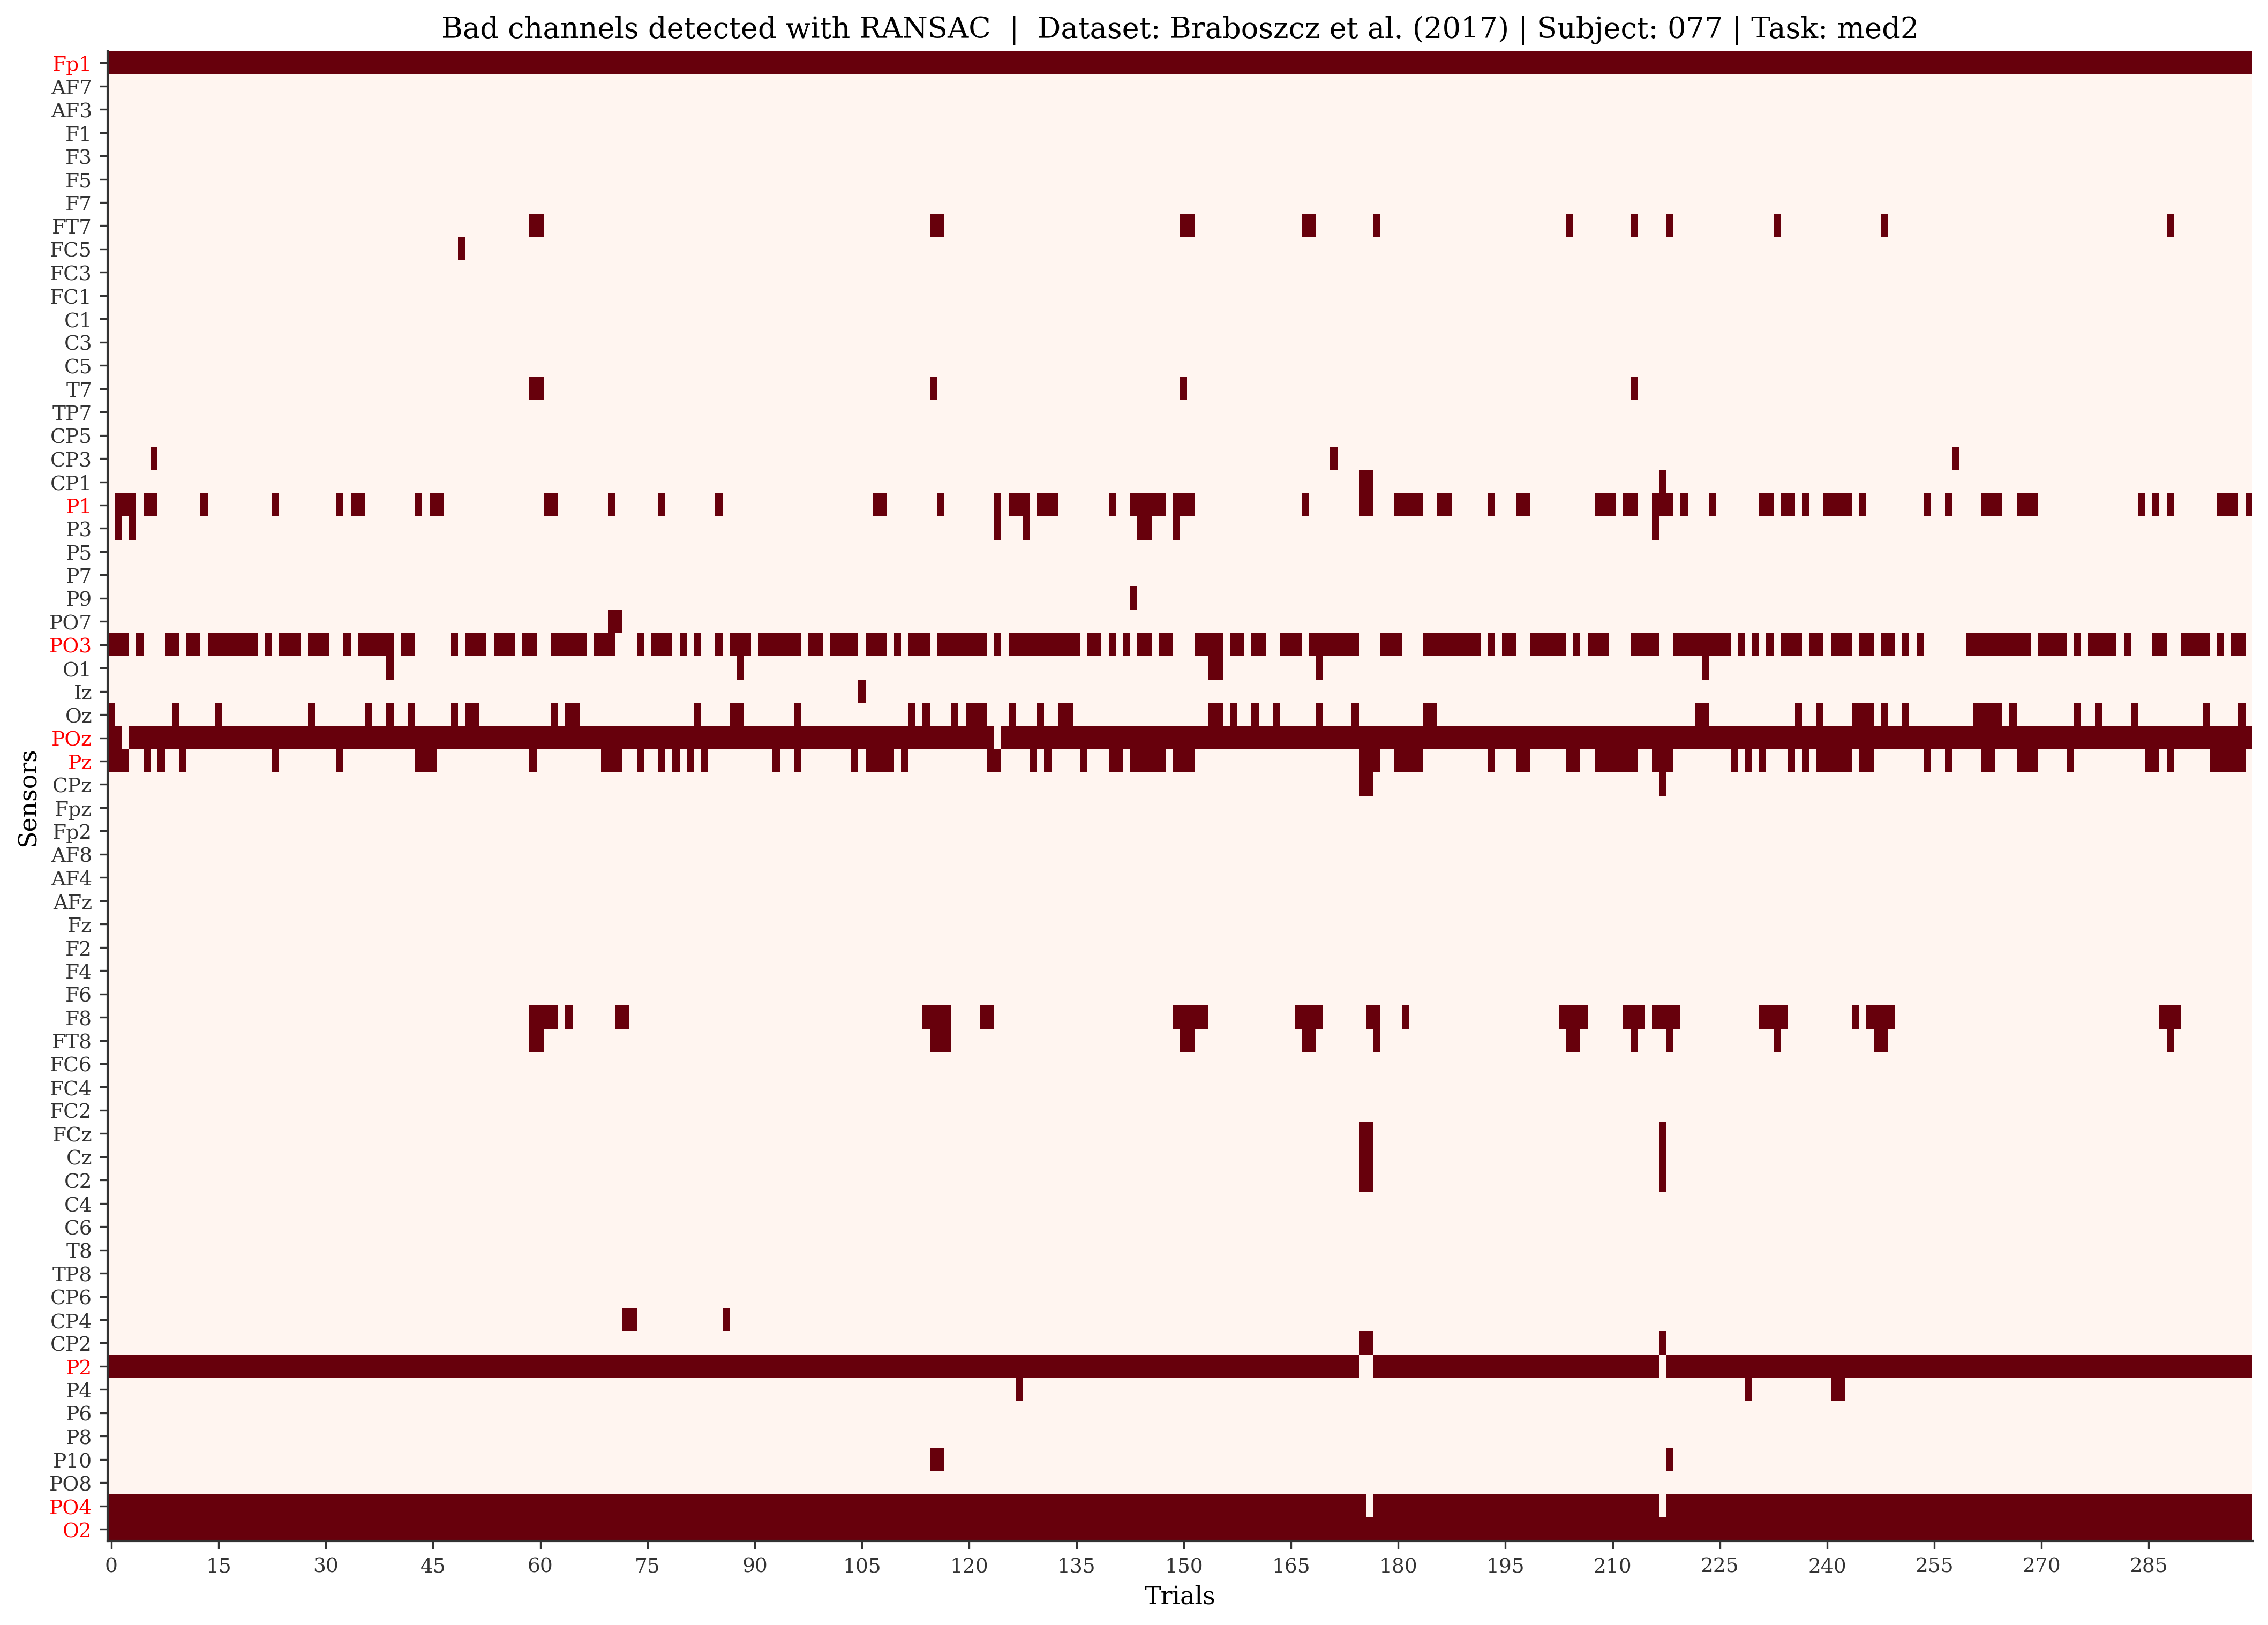 Bad channels detected with RANSAC | Dataset: Braboszcz et al. (2017) | Subject: 077 | Task: med2
Fp1
AF7
AF3
F1
F3
F5
F7
FT7
FC5
FC3
FC1
C1
C3
C5
T7
TP7
CP5
CP3
CP1
P1
P3
P5
P7
P9
PO7
PO3
O1
Iz
Oz
POz
Pz
CPz
Fpz
Fp2
AF8
AF4
AFz
Fz
F2
F4
F6
F8
FT8
FC6
FC4
FC2
FCz
Cz
C2
C4
C6
T8
TP8
CP6
CP4
CP2
P2
P4
P6
P8
P10
PO8
PO4
O2
Sensors
0 15 30 45 60 75 90 105 120 135 150 165 180 195 210 225 240 255 270 285
Trials